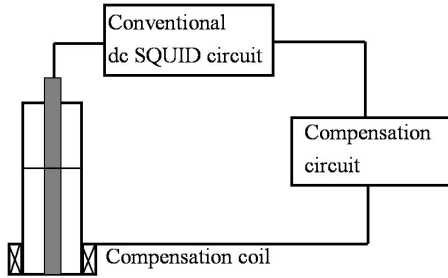 Conventional
dc SQUID circuit
Compensation
circuit
Compensation coil